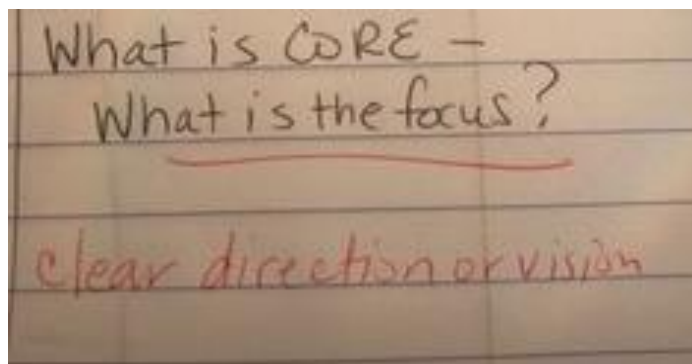 What is CORE -
What is the focus?
clear direction or vision